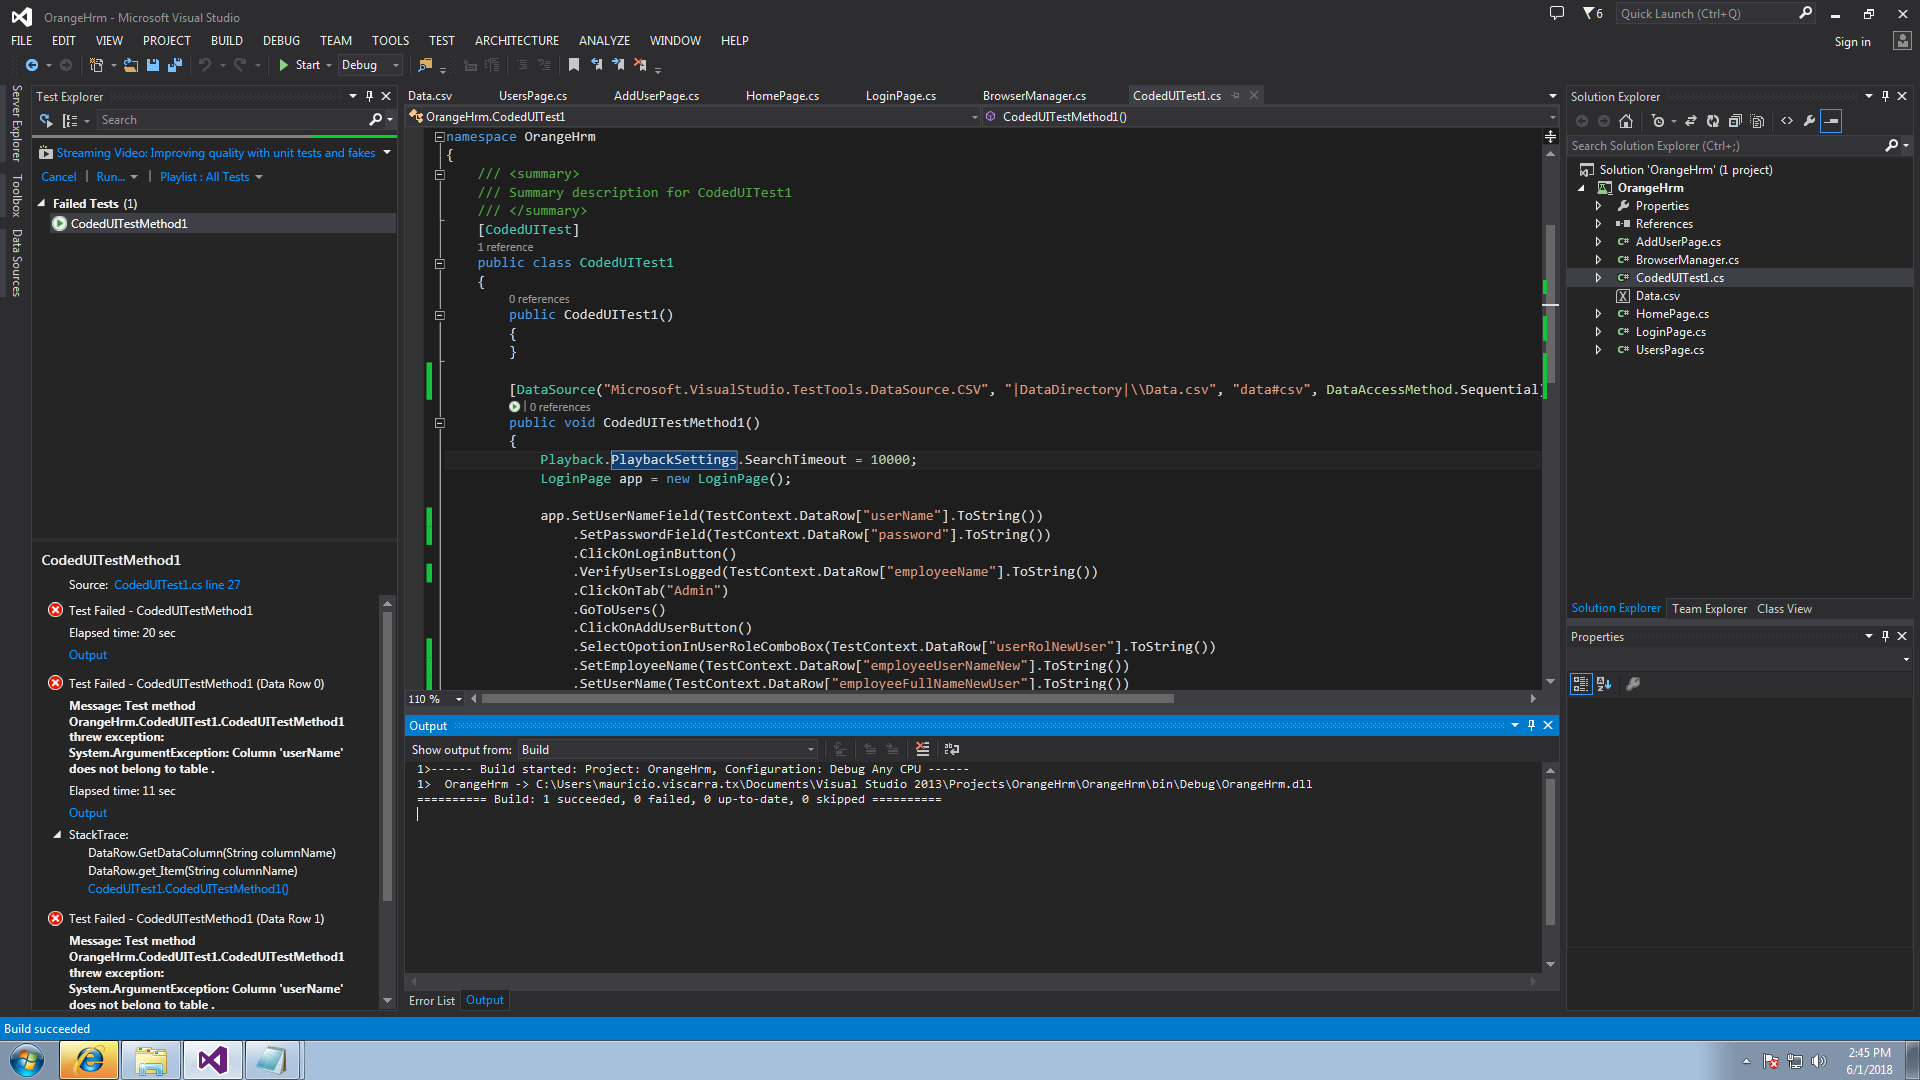 OrangeHrm - Microsoft Visual Studio
6
Quick Launch (Ctrl+Q)
FILE EDIT VIEW PROJECT BUILD DEBUG TEAM TOOLS TEST ARCHITECTURE ANALYZE WINDOW HELP
Sign in
Start Debug
Server Explorer
Toolbox
Data Sources
Test Explorer
Search
Streaming Video: Improving quality with unit tests and fakes
Cancel | Run... | Playlist : All Tests
Failed Tests (1)
CodedUITestMethod1
CodedUITestMethod1
Source: CodedUITest1.cs line 27
Test Failed - CodedUITestMethod1
Elapsed time: 20 sec
Output
Test Failed - CodedUITestMethod1 (Data Row 0)
Message: Test method
OrangeHrm.CodedUITest1.CodedUITestMethod1
threw exception:
System.ArgumentException: Column 'userName'
does not belong to table .
Elapsed time: 11 sec
Output
StackTrace:
DataRow.GetDataColumn(String columnName)
DataRow.get_Item(String columnName)
CodedUITest1.CodedUITestMethod1()
Test Failed - CodedUITestMethod1 (Data Row 1)
Message: Test method
OrangeHrm.CodedUITest1.CodedUITestMethod1
threw exception:
System.ArgumentException: Column 'userName'
does not belong to table .
Data.csv UsersPage.cs AddUserPage.cs HomePage.cs LoginPage.cs BrowserManager.cs CodedUITest1.cs
OrangeHrm.CodedUITest1 CodedUITestMethod1()
namespace OrangeHrm
{
/// <summary>
/// Summary description for CodedUITest1
/// </summary>
[CodedUITest]
1 reference
public class CodedUITest1
{
0 references
public CodedUITest1()
{
}
[DataSource("Microsoft.VisualStudio.TestTools.DataSource.CSV", "|DataDirectory|\\Data.csv", "data#csv", DataAccessMethod.Sequential
| 0 references
public void CodedUITestMethod1()
{
Playback.PlaybackSettings.SearchTimeout = 10000;
LoginPage app = new LoginPage();
app.SetUserNameField(TestContext.DataRow["userName"].ToString())
.SetPasswordField(TestContext.DataRow["password"].ToString())
.ClickOnLoginButton()
.VerifyUserIsLogged(TestContext.DataRow["employeeName"].ToString())
.ClickOnTab("Admin")
.GoToUsers()
.ClickOnAddUserButton()
.SelectOpotionInUserRoleComboBox(TestContext.DataRow["userRolNewUser"].ToString())
.SetEmployeeName(TestContext.DataRow["employeeUserNameNew"].ToString())
.SetUserName(TestContext.DataRow["employeeFullNameNewUser"].ToString())
110 %
Output
Show output from: Build
1>------ Build started: Project: OrangeHrm, Configuration: Debug Any CPU ------
1>  OrangeHrm -> C:\Users\mauricio.viscarra.tx\Documents\Visual Studio 2013\Projects\OrangeHrm\OrangeHrm\bin\Debug\OrangeHrm.dll
========== Build: 1 succeeded, 0 failed, 0 up-to-date, 0 skipped ==========
Error List Output
Solution Explorer
Search Solution Explorer (Ctrl+;)
Solution 'OrangeHrm' (1 project)
OrangeHrm
Properties
References
C# AddUserPage.cs
C# BrowserManager.cs
C# CodedUITest1.cs
Data.csv
C# HomePage.cs
C# LoginPage.cs
C# UsersPage.cs
Solution Explorer Team Explorer Class View
Properties
Build succeeded
2:45 PM
6/1/2018